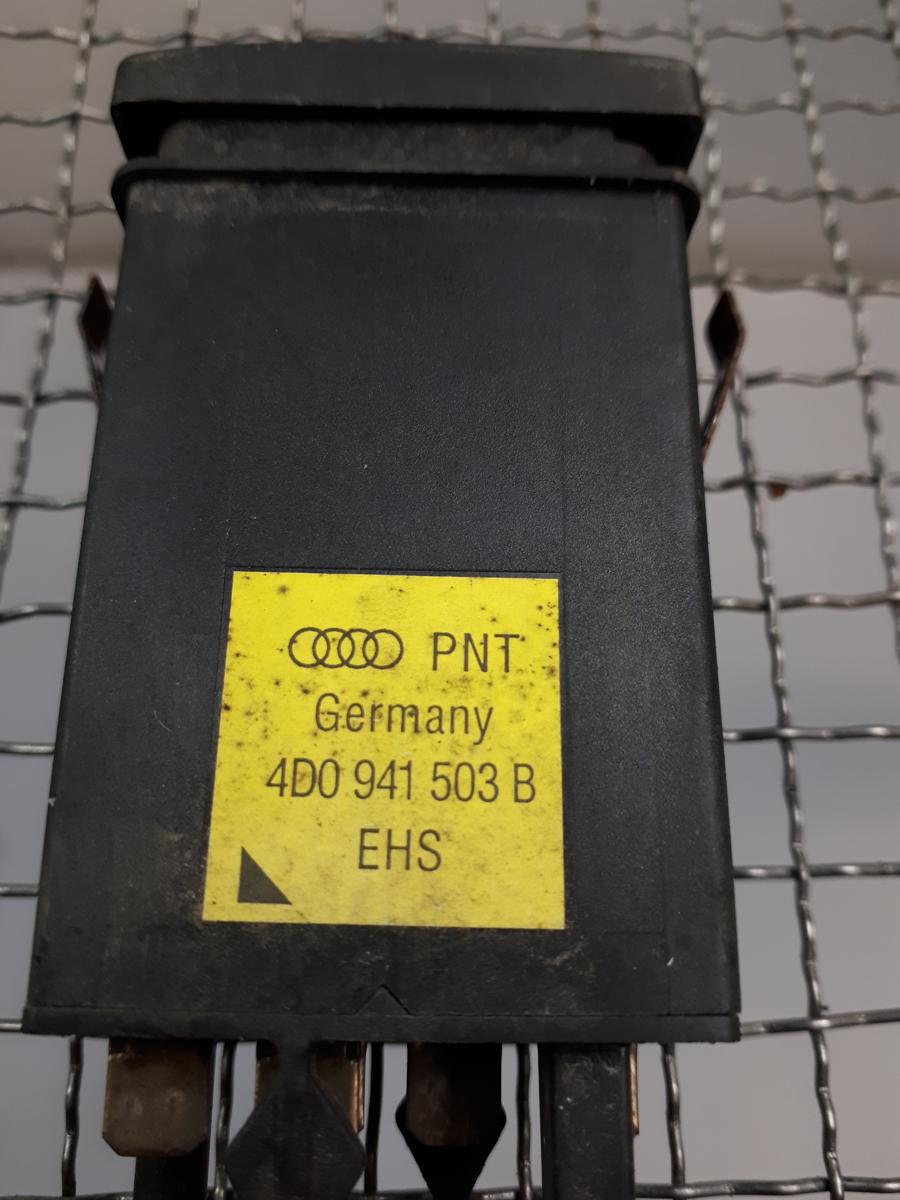 PNT
Germany
4D0 941 503 B
EHS